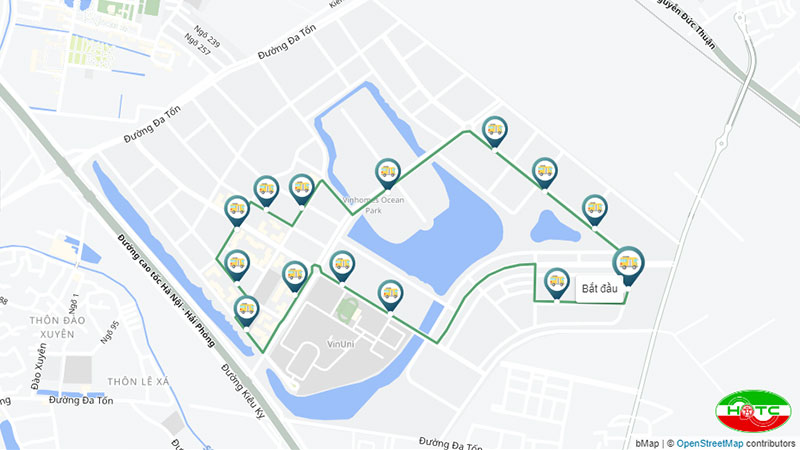 Kiên
Nguyễn Đức Thuận
Ngõ 239
Ngõ 257
Đường Đa Tốn
Đường Đa Tốn
Vinhomes Ocean
Park
Đường cao tốc Hà Nội - Hải Phòng
Bắt đầu
Ngõ 1
88
THÔN ĐÀO
XUYÊN
Ngõ 95
VinUni
Đào Xuyên
THÔN LÊ XÁ
Đường Kiêu Kỵ
Đường Đa Tốn
HOTC
Đường Đa Tốn
bMap | © OpenStreetMap contributors